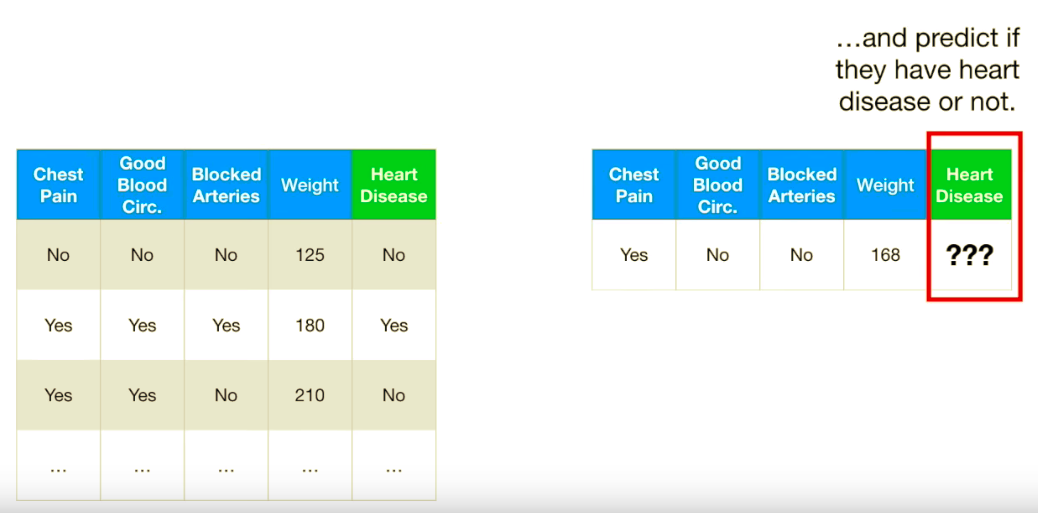 ...and predict if
they have heart
disease or not.
Chest Pain Good Blood Circ. Blocked Arteries Weight Heart Disease
No No No 125 No
Yes Yes Yes 180 Yes
Yes Yes No 210 No
... ... ... ... ...
Chest Pain Good Blood Circ. Blocked Arteries Weight Heart Disease
Yes No No 168 ???